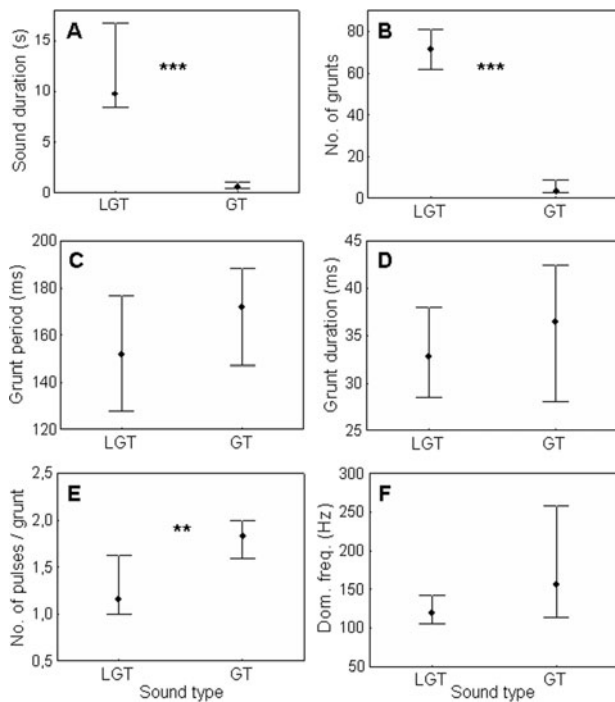 A
Sound duration (s)
15
10
5
0
***
LGT
GT
B
No. of grunts
80
60
40
20
0
***
LGT
GT
C
Grunt period (ms)
200
180
160
140
120
LGT
GT
D
Grunt duration (ms)
45
40
35
30
25
LGT
GT
E
No. of pulses / grunt
2,5
2,0
1,5
1,0
0,5
**
LGT
GT
Sound type
F
Dom. freq. (Hz)
300
250
200
150
100
50
LGT
GT
Sound type